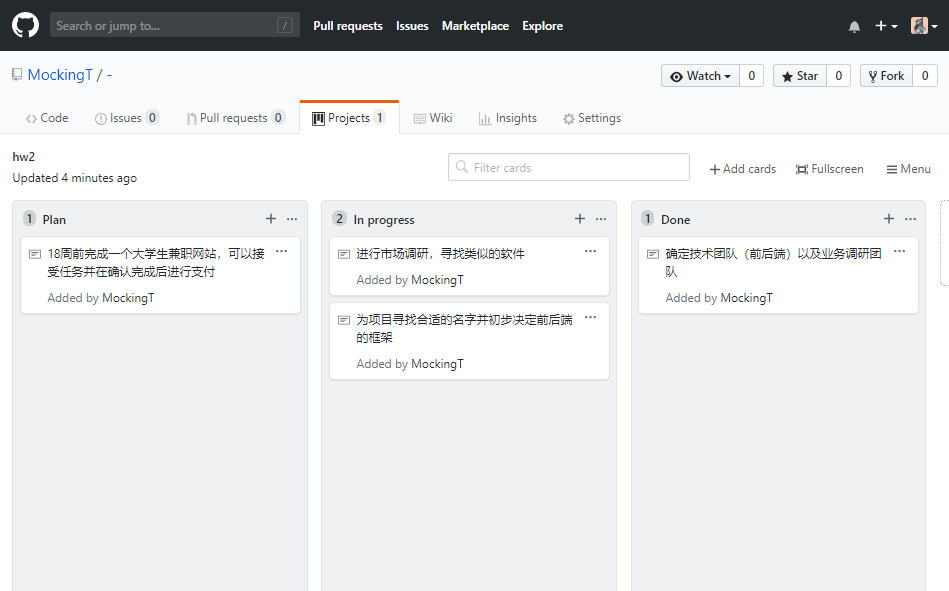 Search or jump to... /
Pull requests Issues Marketplace Explore
MockingT / -
Watch 0 Star 0 Fork 0
Code Issues 0 Pull requests 0 Projects 1 Wiki Insights Settings
hw2
Updated 4 minutes ago
Filter cards
Add cards Fullscreen Menu
1 Plan
18周前完成一个大学生兼职网站，可以接
受任务并在确认完成后进行支付
Added by MockingT
2 In progress
进行市场调研，寻找类似的软件
Added by MockingT
为项目寻找合适的名字并初步决定前后端
的框架
Added by MockingT
1 Done
确定技术团队（前后端）以及业务调研团
队
Added by MockingT